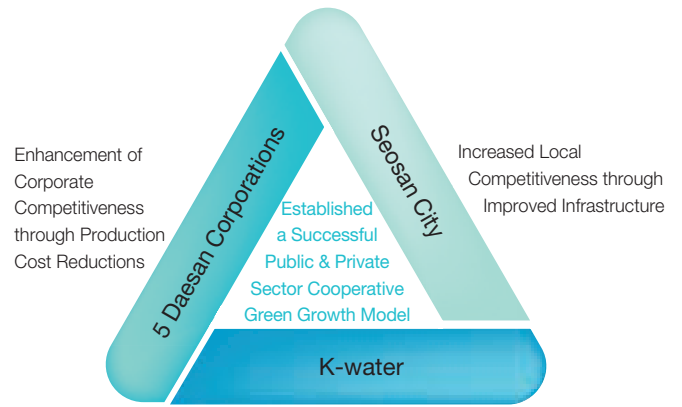 Enhancement of
Corporate
Competitiveness
through Production
Cost Reductions
5 Daesan Corporations
Established
a Successful
Public & Private
Sector Cooperative
Green Growth Model
Seosan City
Increased Local
Competitiveness through
Improved Infrastructure
K-water